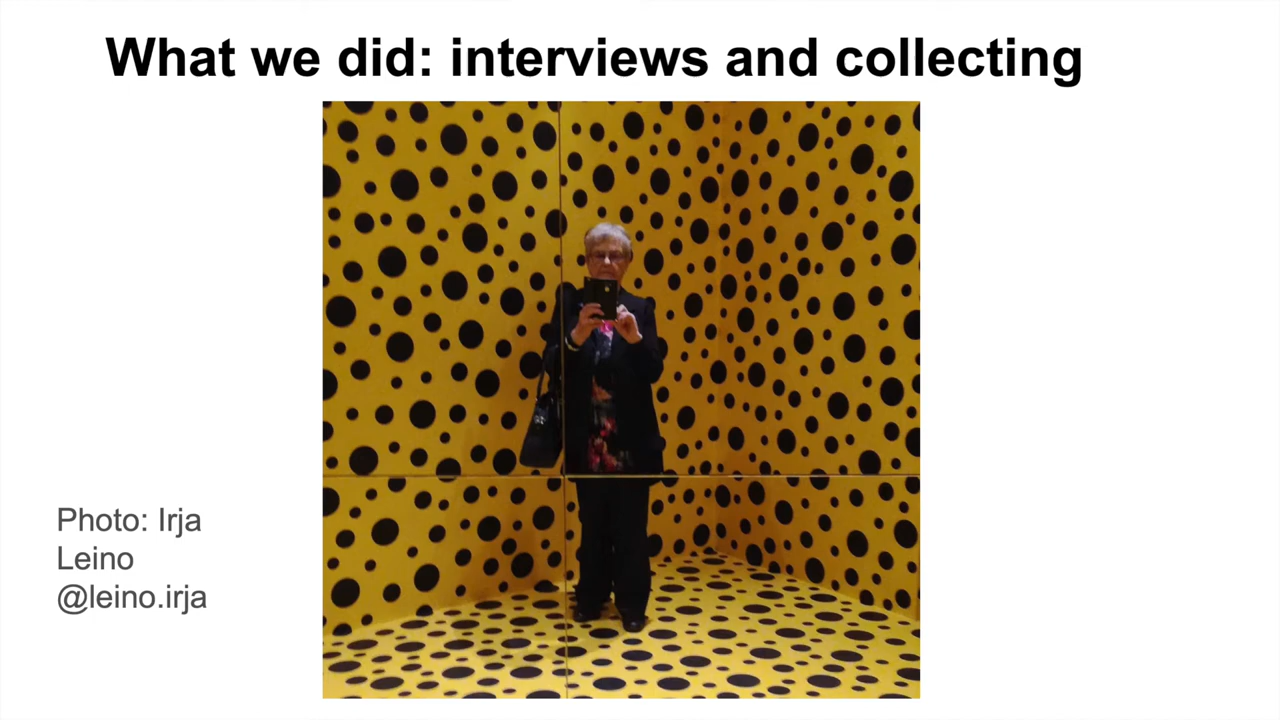 What we did: interviews and collecting
Photo: Irja
Leino
@leino.irja